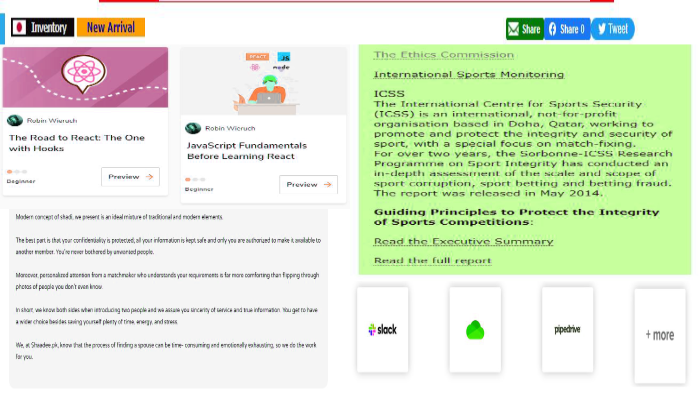 Inventory
New Arrival
Share
Share 0
Tweet
REACT
JS
node
Robin Wieruch
The Road to React: The One
with Hooks
Beginner
Preview
Robin Wieruch
JavaScript Fundamentals
Before Learning React
Beginner
Preview
Modern concept of shadi, we present is an ideal mixture of traditional and modern elements.
The best part is that your confidentiality is protected; all your information is kept safe and only you are authorized to make it available to
another member. You're never bothered by unwanted people.
Moreover, personalized attention from a matchmaker who understands your requirements is far more comforting than flipping through
photos of people you don't even know.
In short, we know both sides when introducing two people and we assure you sincerity of service and true information. You get to have
a wider choice besides saving yourself plenty of time, energy, and stress.
We, at Shaadee.pk, know that the process of finding a spouse can be time- consuming and emotionally exhausting, so we do the work
for you.
The Ethics Commission
International Sports Monitoring
ICSS
The International Centre for Sports Security
(ICSS) is an international, not-for-profit
organisation based in Doha, Qatar, working to
promote and protect the integrity and security of
sport, with a special focus on match-fixing.
For over two years, the Sorbonne-ICSS Research
Programme on Sport Integrity has conducted an
in-depth assessment of the scale and scope of
sport corruption, sport betting and betting fraud.
The report was released in May 2014.
Guiding Principles to Protect the Integrity
of Sports Competitions:
Read the Executive Summary
Read the full report
slack
pipedrive
+ more